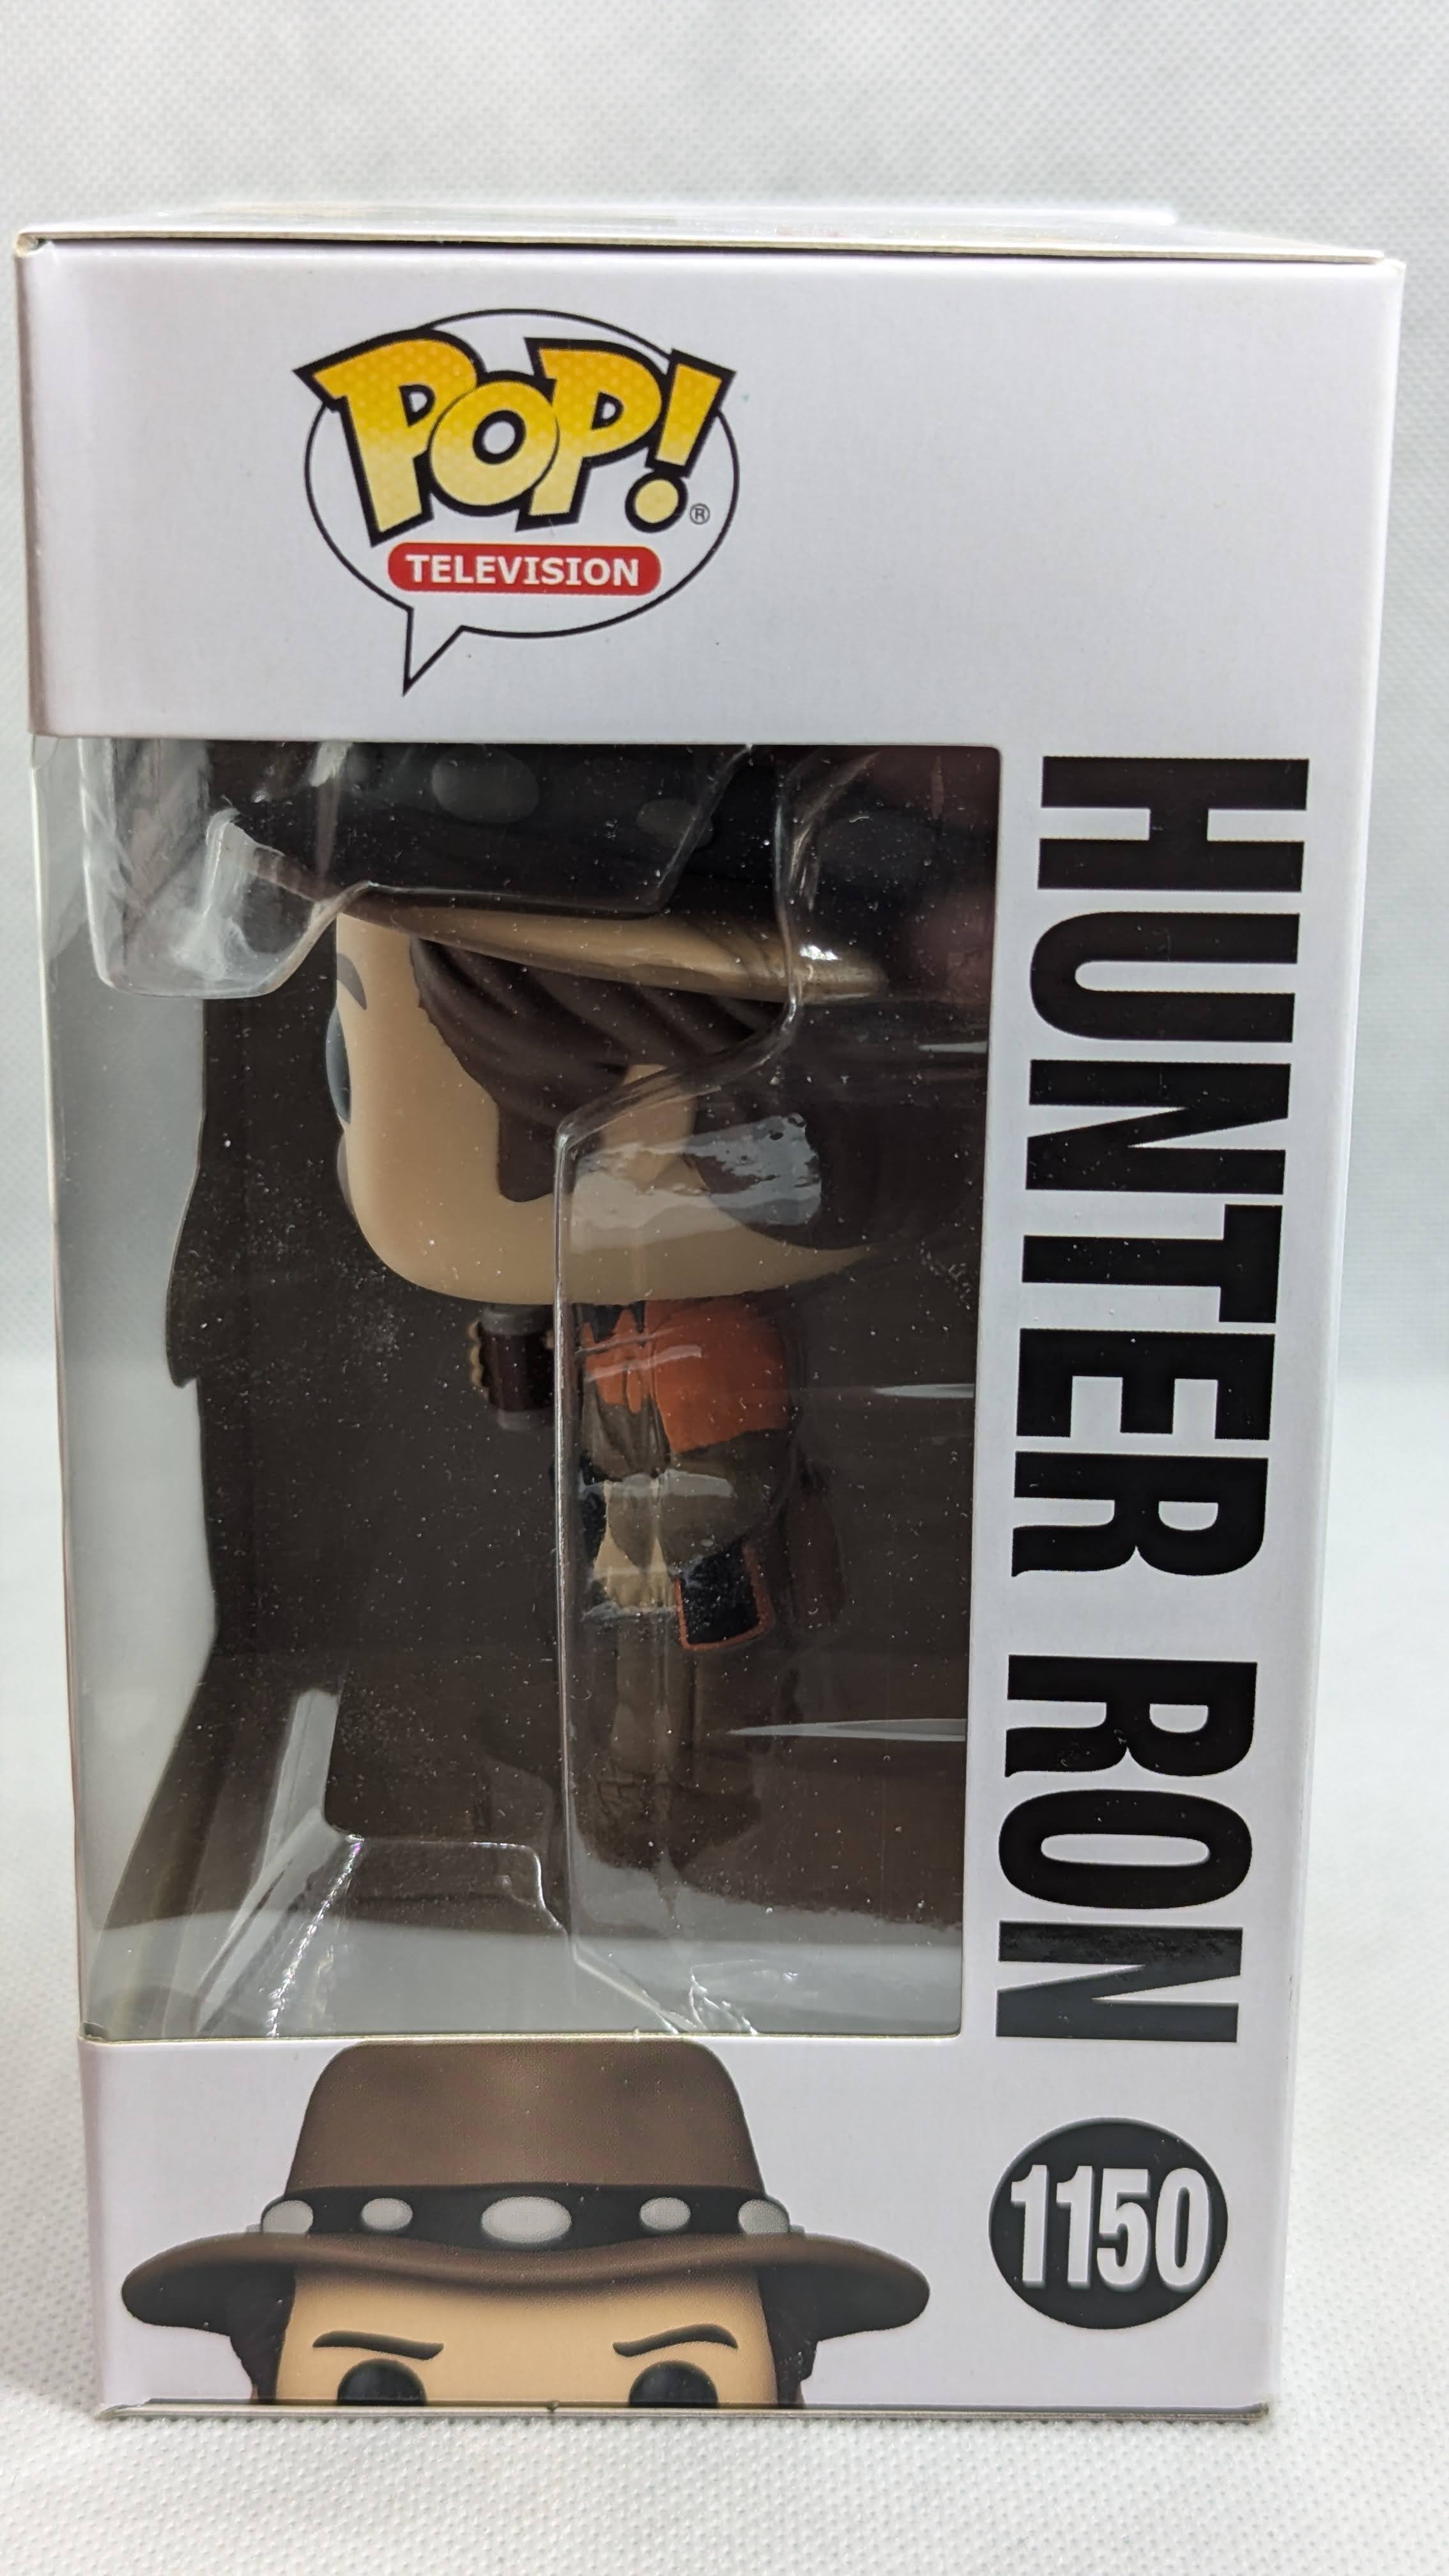 POP!®
TELEVISION
HUNTER RON
1150